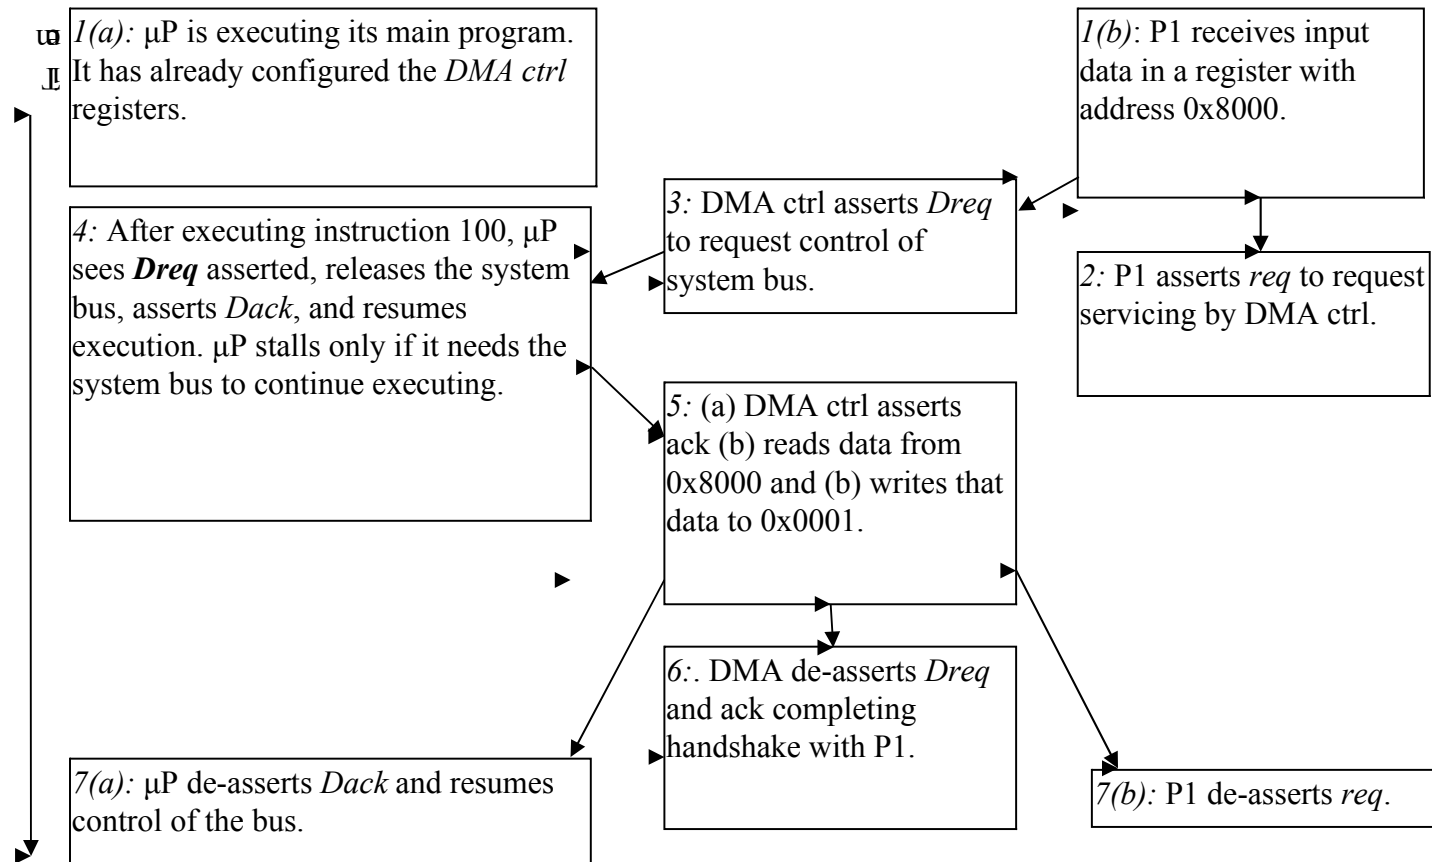 1(a): μP is executing its main program.
It has already configured the DMA ctrl
registers.
1(b): P1 receives input
data in a register with
address 0x8000.
2: P1 asserts req to request
servicing by DMA ctrl.
3: DMA ctrl asserts Dreq
to request control of
system bus.
4: After executing instruction 100, μP
sees Dreq asserted, releases the system
bus, asserts Dack, and resumes
execution. μP stalls only if it needs the
system bus to continue executing.
5: (a) DMA ctrl asserts
ack (b) reads data from
0x8000 and (b) writes that
data to 0x0001.
6:. DMA de-asserts Dreq
and ack completing
handshake with P1.
7(a): μP de-asserts Dack and resumes
control of the bus.
7(b): P1 de-asserts req.